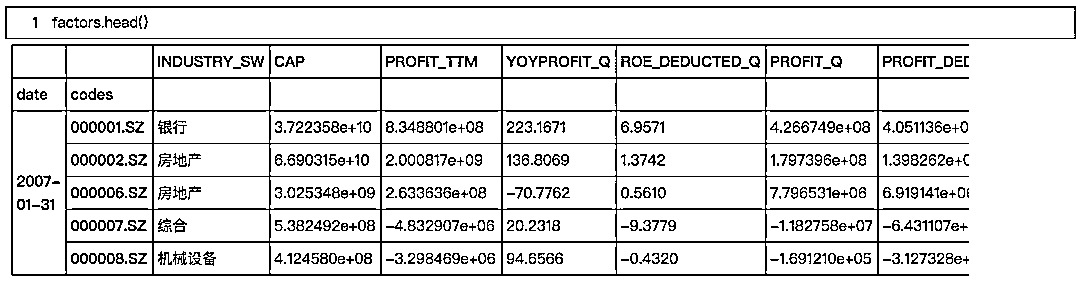 1 factors.head()
INDUSTRY_SW CAP PROFIT_TTM YOYPROFIT_Q ROE_DEDUCTED_Q PROFIT_Q PROFIT_DED
date codes
000001.SZ 银行 3.722358e+10 8.348801e+08 223.1671 6.9571 4.266749e+08 4.051136e+0
000002.SZ 房地产 6.690315e+10 2.000817e+09 136.8069 1.3742 1.797396e+08 1.398262e+0
2007-01-31 000006.SZ 房地产 3.025348e+09 2.633636e+08 -70.7762 0.5610 7.796531e+06 6.919141e+06
000007.SZ 综合 5.382492e+08 -4.832907e+06 20.2318 -9.3779 -1.182758e+07 -6.431107e+
000008.SZ 机械设备 4.124580e+08 -3.298469e+06 94.6566 -0.4320 -1.691210e+05 -3.127328e+